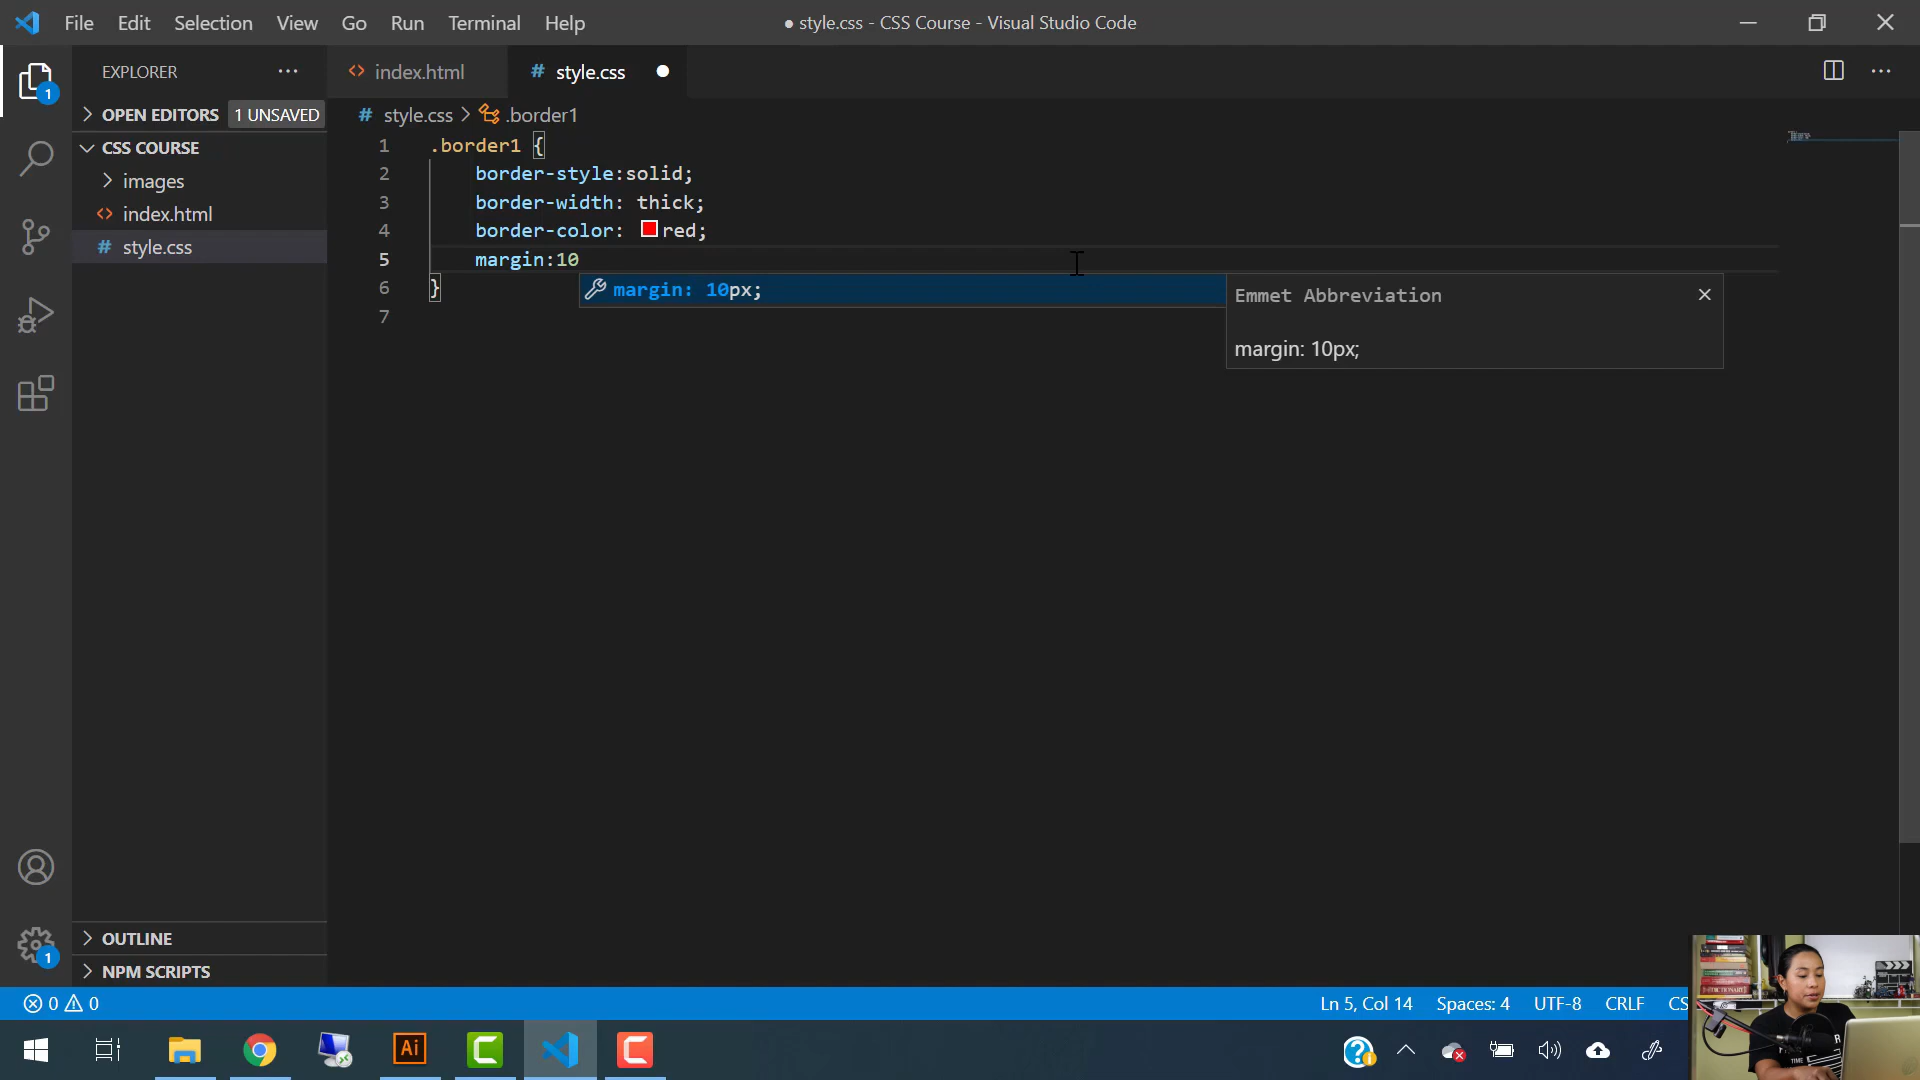 File Edit Selection View Go Run Terminal Help
● style.css - CSS Course - Visual Studio Code
EXPLORER
index.html
# style.css
1
OPEN EDITORS 1 UNSAVED
# style.css > .border1
CSS COURSE
images
index.html
# style.css
1 .border1 {
2 border-style:solid;
3 border-width: thick;
4 border-color: red;
5 margin:10
6 }
7
margin: 10px;
Emmet Abbreviation
margin: 10px;
OUTLINE
1
NPM SCRIPTS
0 0
Ln 5, Col 14 Spaces: 4 UTF-8 CRLF CS
Ai